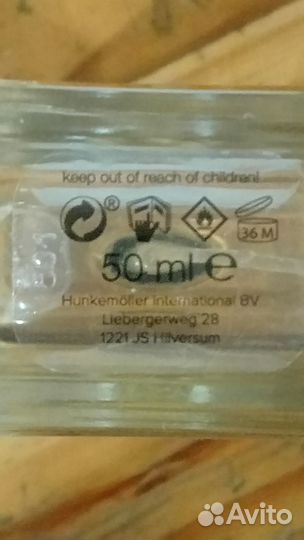 keep out of reach of children!
®
36 M
50 ml e
Hunkemöller International BV
Liebergerweg 28
1221 JS Hilversum
Avito